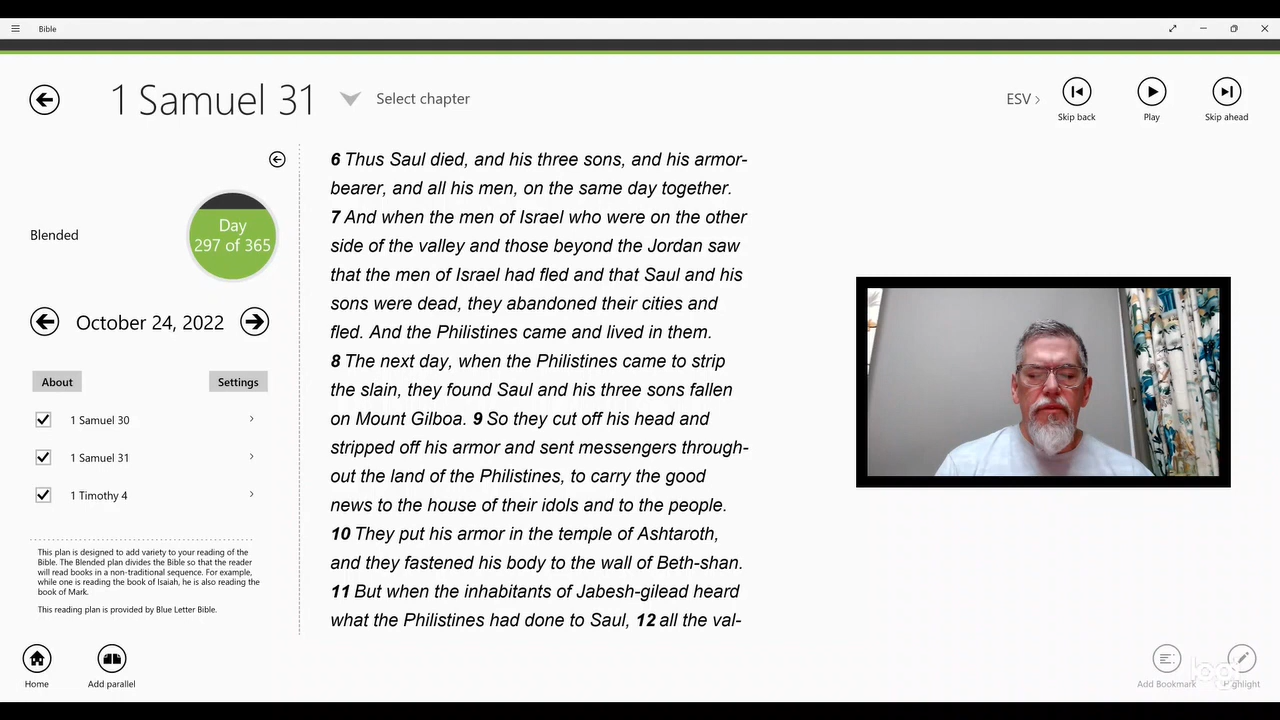 Bible
1 Samuel 31
Select chapter
ESV
Skip back
Play
Skip ahead
Blended
Day
297 of 365
October 24, 2022
About
Settings
1 Samuel 30
1 Samuel 31
1 Timothy 4
This plan is designed to add variety to your reading of the
Bible. The Blended plan divides the Bible so that the reader
will read books in a non-traditional sequence. For example,
while one is reading the book of Isaiah, he is also reading the
book of Mark.
This reading plan is provided by Blue Letter Bible.
6 Thus Saul died, and his three sons, and his armor-
bearer, and all his men, on the same day together.
7 And when the men of Israel who were on the other
side of the valley and those beyond the Jordan saw
that the men of Israel had fled and that Saul and his
sons were dead, they abandoned their cities and
fled. And the Philistines came and lived in them.
8 The next day, when the Philistines came to strip
the slain, they found Saul and his three sons fallen
on Mount Gilboa. 9 So they cut off his head and
stripped off his armor and sent messengers through-
out the land of the Philistines, to carry the good
news to the house of their idols and to the people.
10 They put his armor in the temple of Ashtaroth,
and they fastened his body to the wall of Beth-shan.
11 But when the inhabitants of Jabesh-gilead heard
what the Philistines had done to Saul, 12 all the val-
Home
Add parallel
Add Bookmark
Highlight
logi